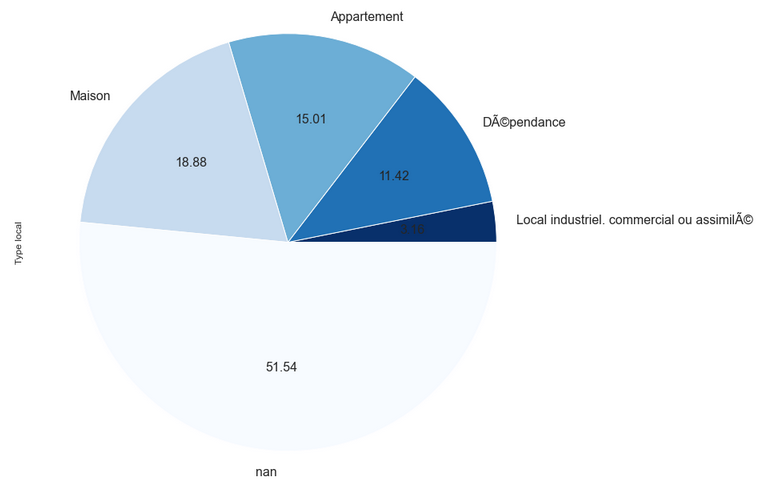 Appartement
Maison
DÃ©pendance
15.01
18.88
11.42
Local industriel. commercial ou assimilÃ©
Type local
51.54
nan